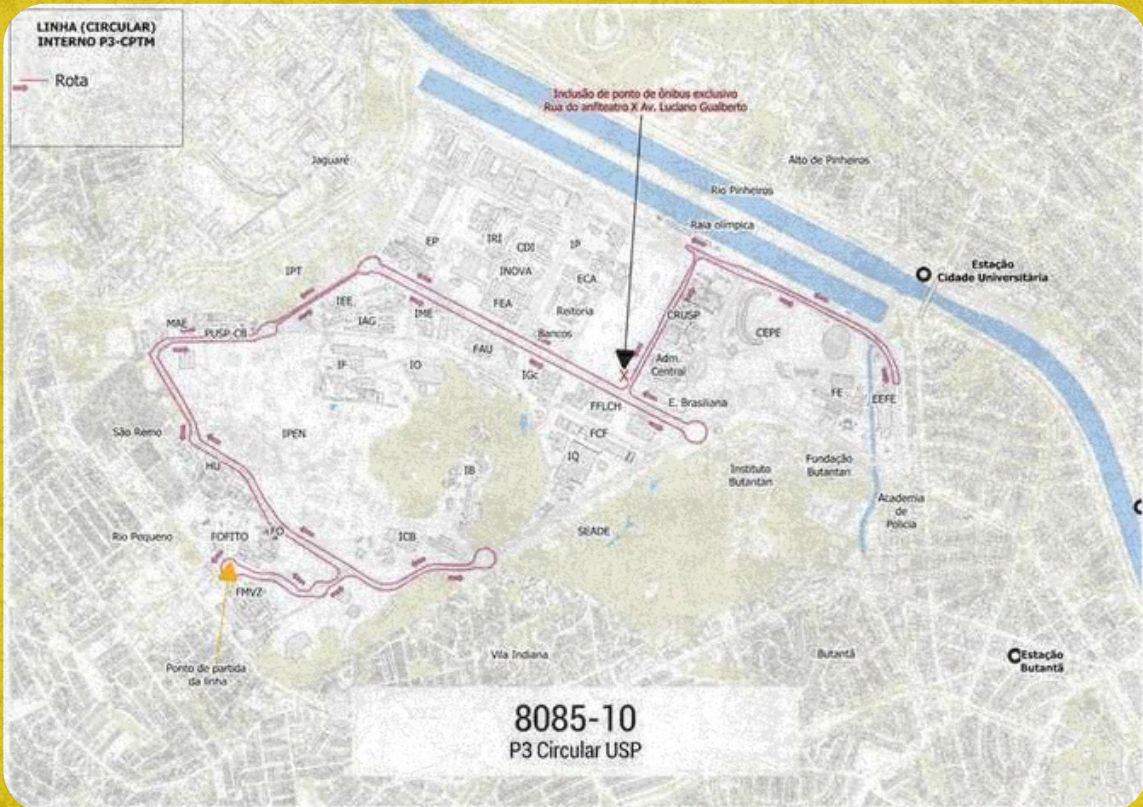 LINHA (CIRCULAR)
INTERNO P3-CPTM
Rota
Inclusão de ponto de ônibus exclusivo
Rua do anfiteatro X Av. Luciano Gualberto
Jaguaré
Alto de Pinheiros
Rio Pinheiros
Raia olímpica
Estação
Cidade Universitária
EP
IRI
CDI
IP
INOVA
ECA
IPT
IEE
FEA
Reitoria
IME
CRUSP
CEPE
MAE
PUSP-CB
IAG
Bancos
FAU
Adm.
Central
IF
IO
IGc
X
FE
EEFE
FFLCH
E. Brasiliana
São Remo
IPEN
FCF
IQ
HU
IB
Instituto
Butantan
Fundação
Butantan
Academia
de
Polícia
Rio Pequeno
FOFITO
FO
ICB
SEADE
FMVZ
Ponto de partida
da linha
Vila Indiana
Butantã
Estação
Butantã
8085-10
P3 Circular USP